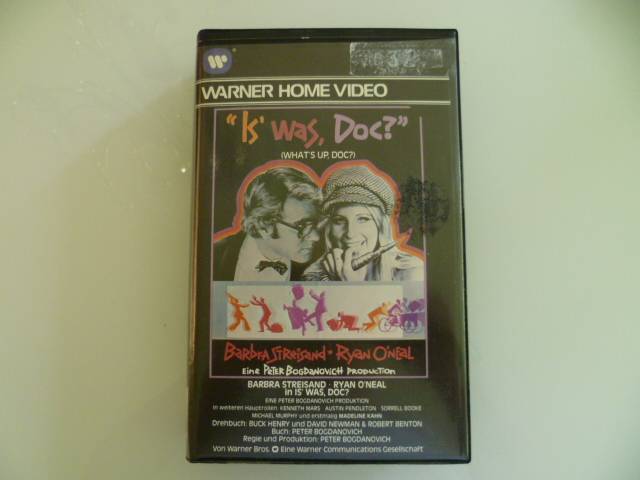 032
WARNER HOME VIDEO
"Is' Was, Doc?"
(WHAT'S UP, DOC?)
Barbra Streisand · Ryan O'Neal
Eine Peter Bogdanovich Production
BARBRA STREISAND · RYAN O'NEAL
in IS' WAS, DOC?
EINE PETER BOGDANOVICH PRODUKTION
In weiteren Hauptrollen: KENNETH MARS AUSTIN PENDLETON SORRELL BOOKE
MICHAEL MURPHY und erstmalig MADELINE KAHN
Drehbuch: BUCK HENRY und DAVID NEWMAN & ROBERT BENTON
Buch: PETER BOGDANOVICH
Regie und Produktion: PETER BOGDANOVICH
Von Warner Bros. Eine Warner Communications Gesellschaft